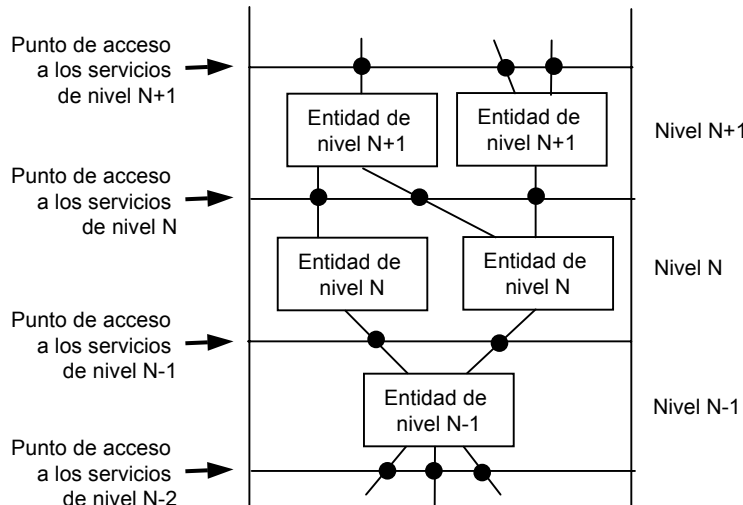 Punto de acceso
a los servicios
de nivel N+1
Entidad de
nivel N+1
Entidad de
nivel N+1
Nivel N+1
Punto de acceso
a los servicios
de nivel N
Entidad de
nivel N
Entidad de
nivel N
Nivel N
Punto de acceso
a los servicios
de nivel N-1
Entidad de
nivel N-1
Nivel N-1
Punto de acceso
a los servicios
de nivel N-2